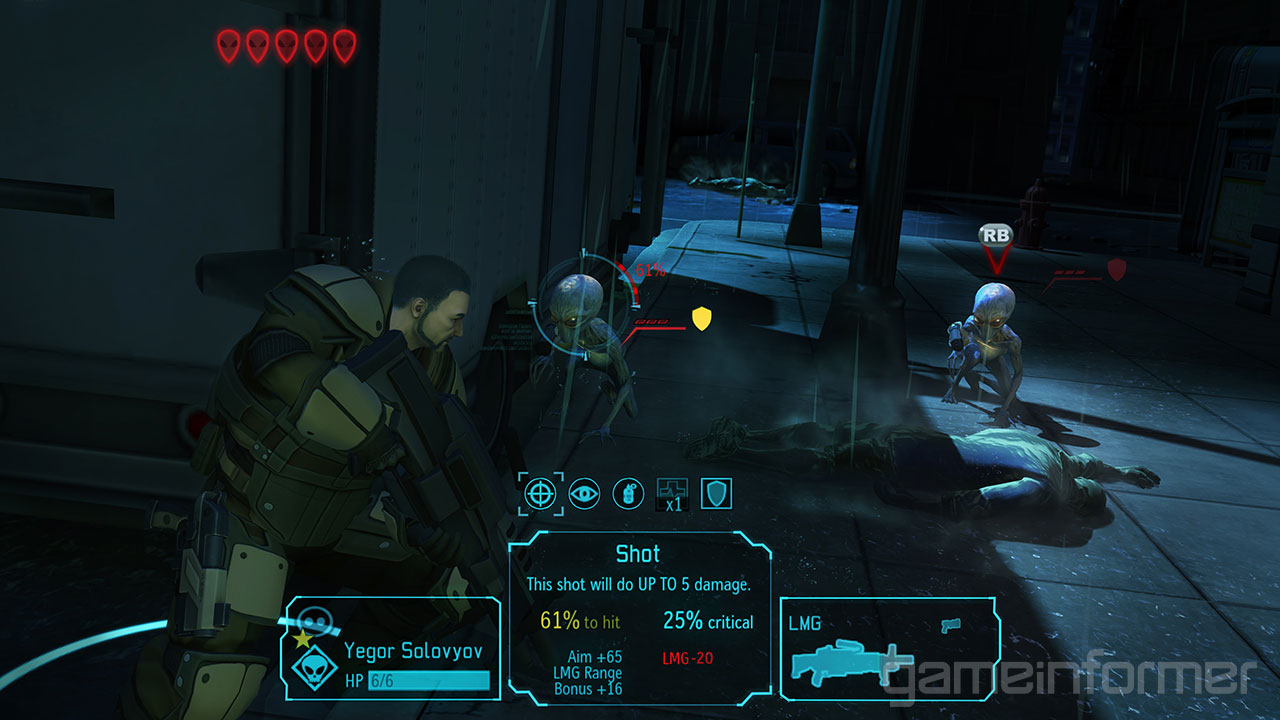 61%
RB
x1
Shot
This shot will do UP TO 5 damage.
61% to hit
25% critical
Aim +65
LMG Range
Bonus +16
LMG -20
Yegor Solovyov
HP 6/6
LMG
gameinformer